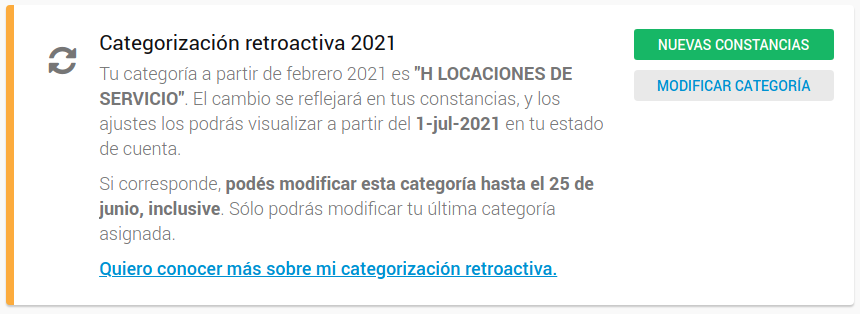 Categorización retroactiva 2021
Tu categoría a partir de febrero 2021 es "H LOCACIONES DE
SERVICIO". El cambio se reflejará en tus constancias, y los
ajustes los podrás visualizar a partir del 1-jul-2021 en tu estado
de cuenta.
Si corresponde, podés modificar esta categoría hasta el 25 de
junio, inclusive. Sólo podrás modificar tu última categoría
asignada.
Quiero conocer más sobre mi categorización retroactiva.
NUEVAS CONSTANCIAS
MODIFICAR CATEGORÍA